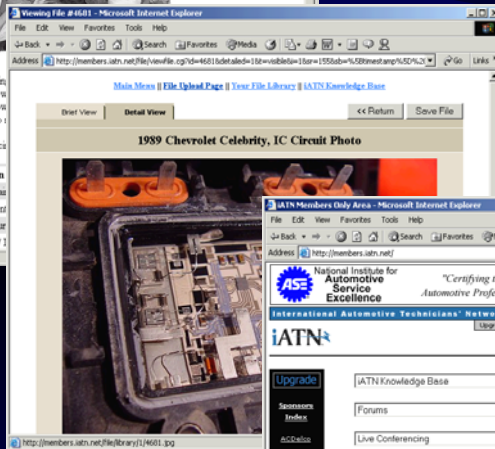 Viewing File #4681 - Microsoft Internet Explorer
File Edit View Favorites Tools Help
Back Search Favorites Media
Address http://members.iatn.net/file/viewfile.cgi?id=4681&detailed=1&t=visible&i=1&sr=155&sb=%5Btimestamp%5D%2 Go Links
Main Menu || File Upload Page || Your File Library || iATN Knowledge Base
Brief View Detail View << Return Save File
1989 Chevrolet Celebrity, IC Circuit Photo
http://members.iatn.net/file/library/1/4681.jpg
iATN Members Only Area - Microsoft Internet Explorer
File Edit View Favorites Tools Help
Back Search Favorites
Address http://members.iatn.net/
ASE
National Institute for
Automotive
Service
Excellence
"Certifying
Automotive
International Automotive Technicians'
iATN
Upgrade
iATN Knowledge Base
Sponsors
Index
Forums
ACDelco
Live Conferencing